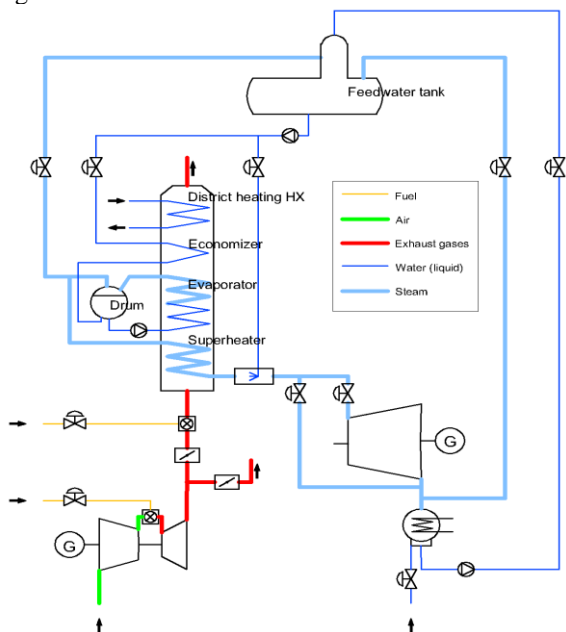 Feedwater tank
District heating HX
Economizer
Evaporator
Drum
Superheater
Fuel
Air
Exhaust gases
Water (liquid)
Steam
G
G